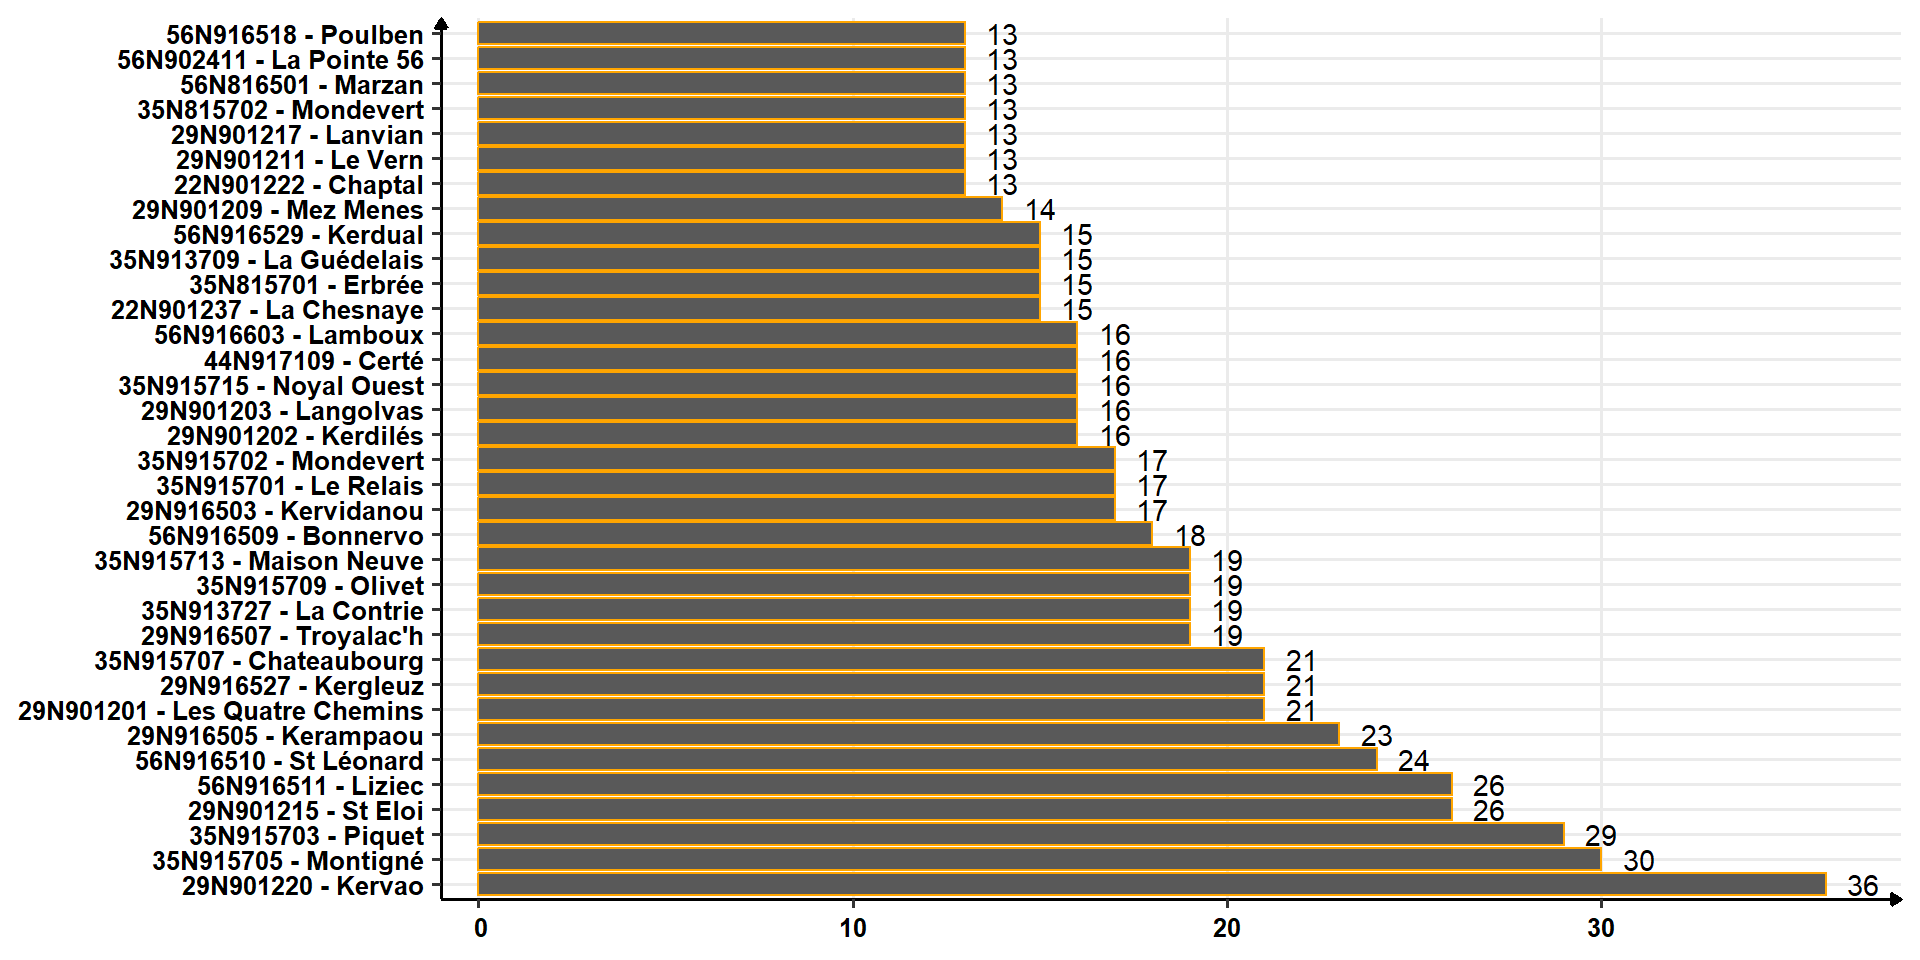 56N916518 - Poulben 13
56N902411 - La Pointe 56 13
56N816501 - Marzan 13
35N815702 - Mondevert 13
29N901217 - Lanvian 13
29N901211 - Le Vern 13
22N901222 - Chaptal 13
29N901209 - Mez Menes 14
56N916529 - Kerdual 15
35N913709 - La Guédelais 15
35N815701 - Erbrée 15
22N901237 - La Chesnaye 15
56N916603 - Lamboux 16
44N917109 - Certé 16
35N915715 - Noyal Ouest 16
29N901203 - Langolvas 16
29N901202 - Kerdilés 16
35N915702 - Mondevert 17
35N915701 - Le Relais 17
29N916503 - Kervidanou 17
56N916509 - Bonnervo 18
35N915713 - Maison Neuve 19
35N915709 - Olivet 19
35N913727 - La Contrie 19
29N916507 - Troyalac'h 19
35N915707 - Chateaubourg 21
29N916527 - Kergleuz 21
29N901201 - Les Quatre Chemins 21
29N916505 - Kerampaou 23
56N916510 - St Léonard 24
56N916511 - Liziec 26
29N901215 - St Eloi 26
35N915703 - Piquet 29
35N915705 - Montigné 30
29N901220 - Kervao 36
0 10 20 30